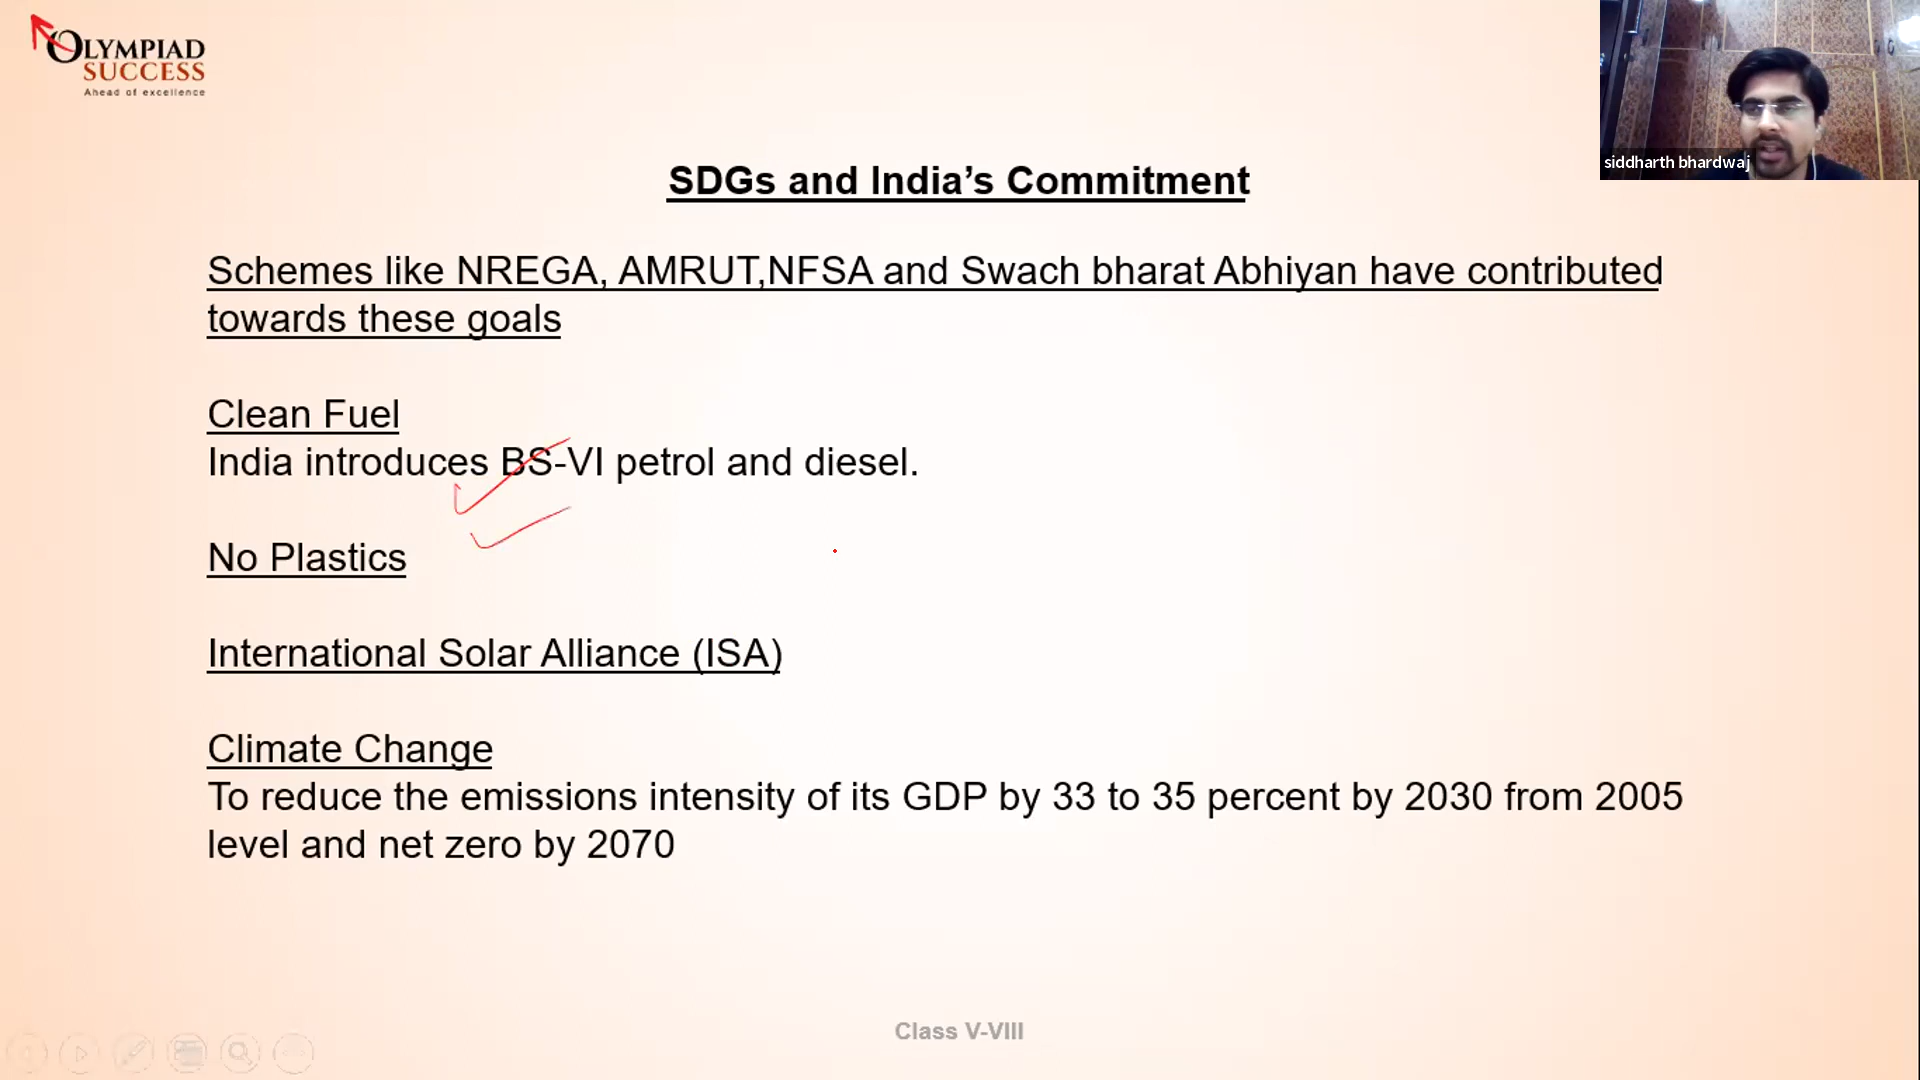 OLYMPIAD
SUCCESS
Ahead of excellence
siddharth bhardwaj
SDGs and India’s Commitment
Schemes like NREGA, AMRUT,NFSA and Swach bharat Abhiyan have contributed
towards these goals
Clean Fuel
India introduces BS-VI petrol and diesel.
No Plastics
International Solar Alliance (ISA)
Climate Change
To reduce the emissions intensity of its GDP by 33 to 35 percent by 2030 from 2005
level and net zero by 2070
Class V-VIII